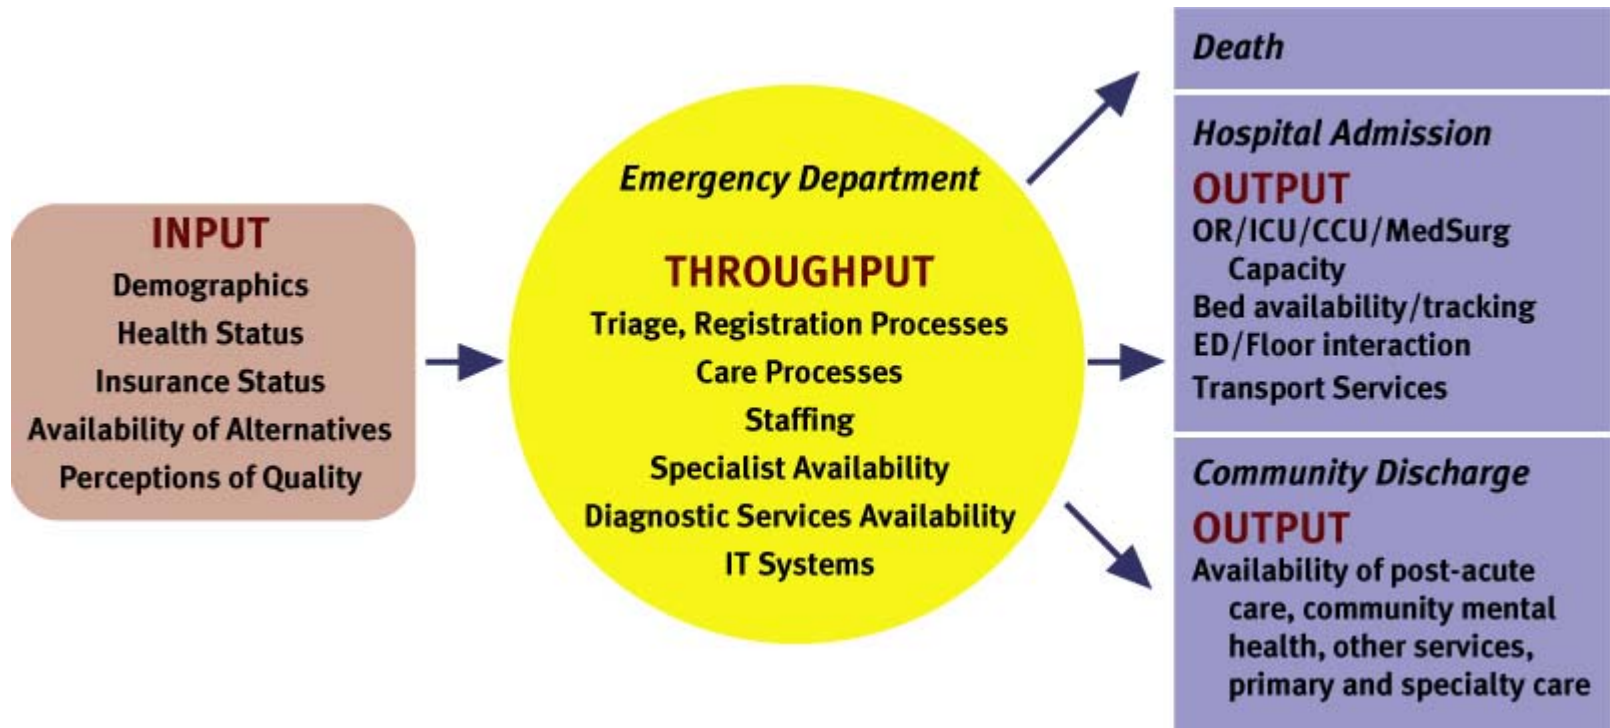 INPUT
Demographics
Health Status
Insurance Status
Availability of Alternatives
Perceptions of Quality
Emergency Department
THROUGHPUT
Triage, Registration Processes
Care Processes
Staffing
Specialist Availability
Diagnostic Services Availability
IT Systems
Death
Hospital Admission
OUTPUT
OR/ICU/CCU/MedSurg
Capacity
Bed availability/tracking
ED/Floor interaction
Transport Services
Community Discharge
OUTPUT
Availability of post-acute
care, community mental
health, other services,
primary and specialty care